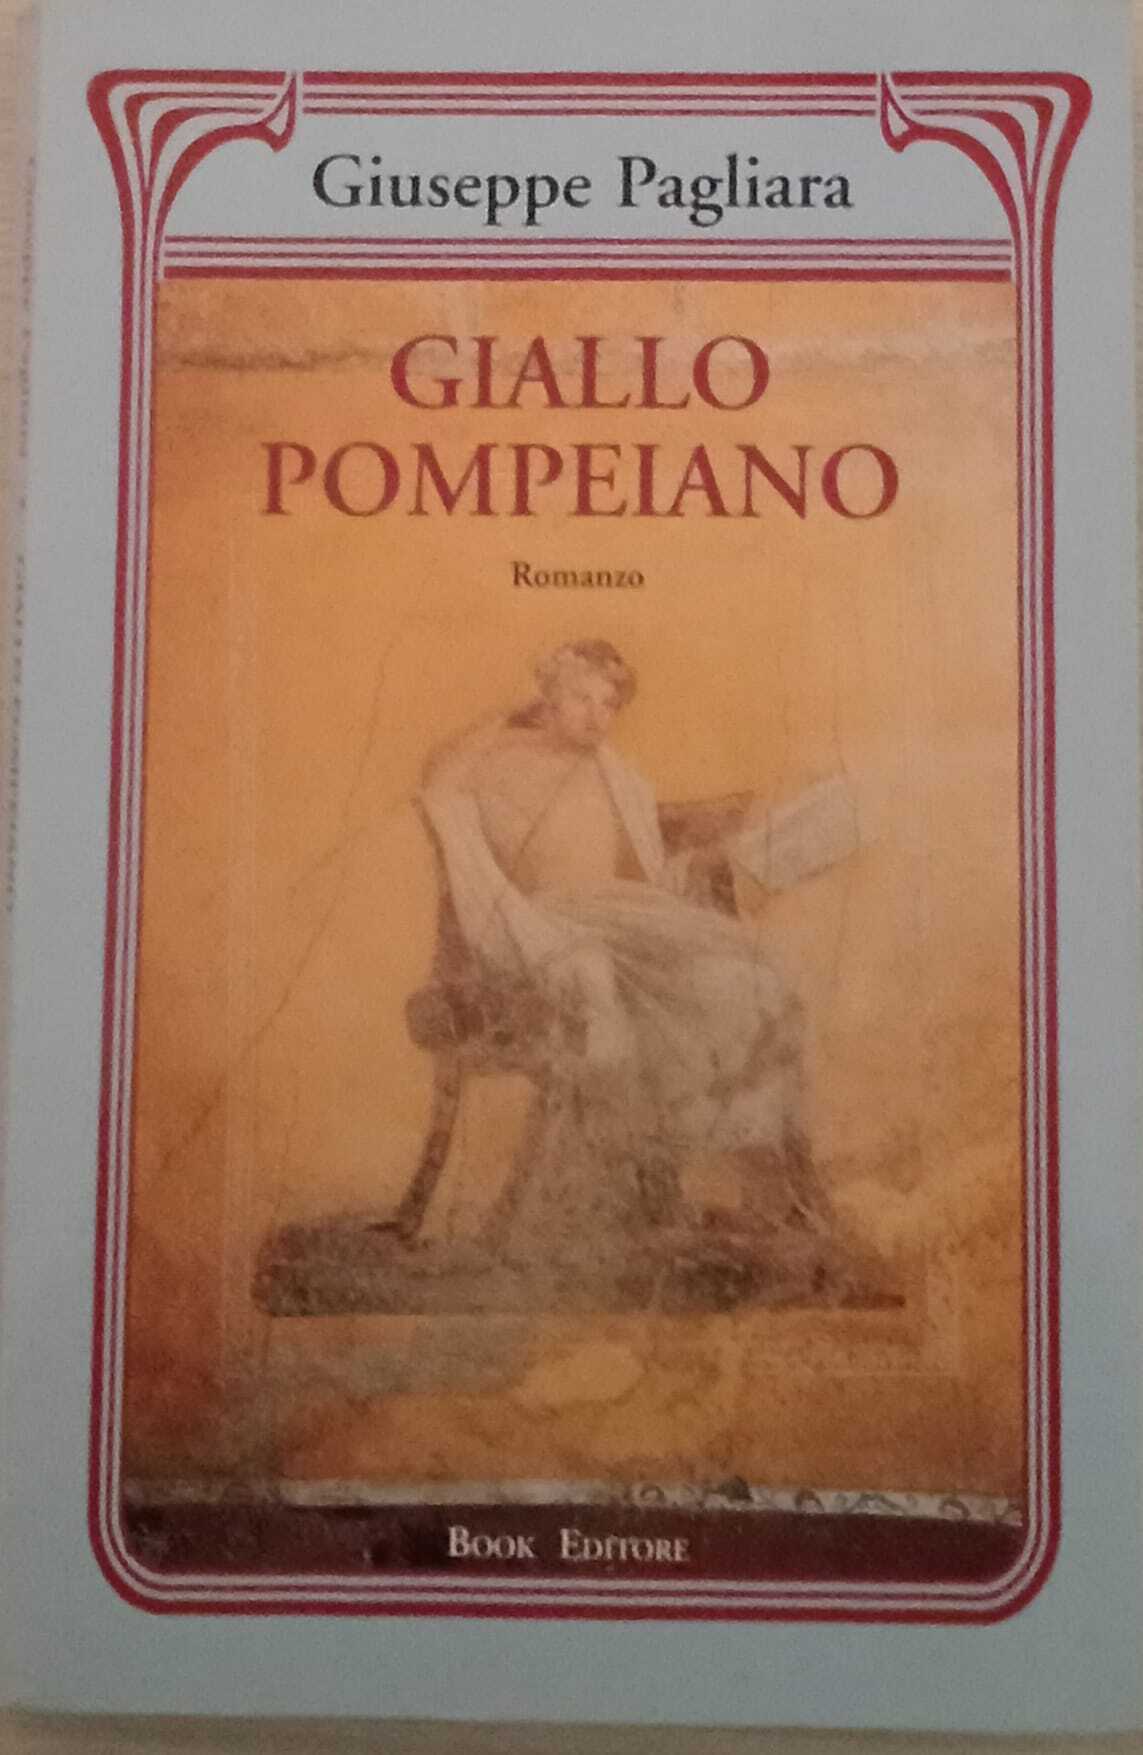 Giuseppe Pagliara
GIALLO
POMPEIANO
Romanzo
BOOK EDITORE